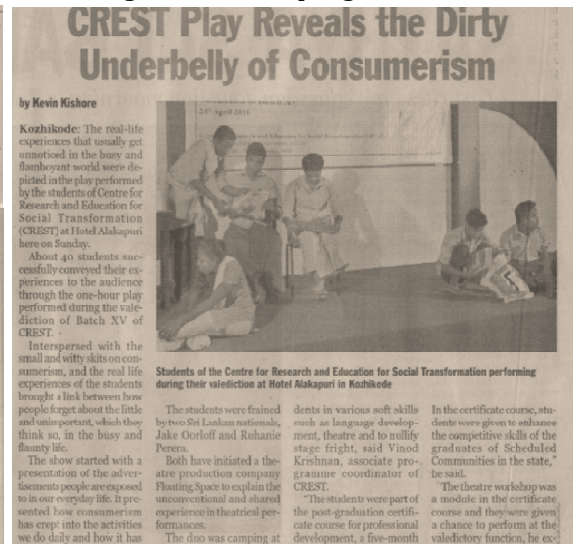 CREST Play Reveals the Dirty
Underbelly of Consumerism
by Kevin Kishore
Kozhikode: The real-life
experiences that usually get
unnoticed in the busy and
flamboyant world were de-
picted in the play performed
by the students of Centre for
Research and Education for
Social Transformation
(CREST) at Hotel Alakapuri
here on Sunday.
About 40 students suc-
cessfully conveyed their ex-
periences to the audience
through the one-hour play
performed during the vale-
diction of Batch XV of
CREST.
Interspersed with the
small and witty skits on con-
sumerism, and the real life
experiences of the students
brought a link between how
people forget about the little
and unimportant, which they
think so, in the busy and
flaunty life.
The show started with a
presentation of the adver-
tisements people are exposed
to in our everyday life. It pre-
sented how consumerism
has crept into the activities
we do daily and how it has
24th April 2011
Students of the Centre for Research and Education for Social Transformation performing
during their valediction at Hotel Alakapuri in Kozhikode
The students were trained
by two Sri Lankan nationals,
Jake Oorloff and Ruhanie
Perera.
Both have initiated a the-
atre production company
Floating Space to explain the
unconventional and shared
experience in theatrical per-
formances.
The duo was camping at
dents in various soft skills
such as language develop-
ment, theatre and to nullify
stage fright, said Vinod
Krishnan, associate pro-
gramme coordinator of
CREST.
"The students were part of
the post-graduation certifi-
cate course for professional
development, a five-month
In the certificate course, stu-
dents were given to enhance
the competitive skills of the
graduates of Scheduled
Communities in the state,"
he said.
"The theatre workshop was
a module in the certificate
course and they were given
a chance to perform at the
valedictory function, he ex-